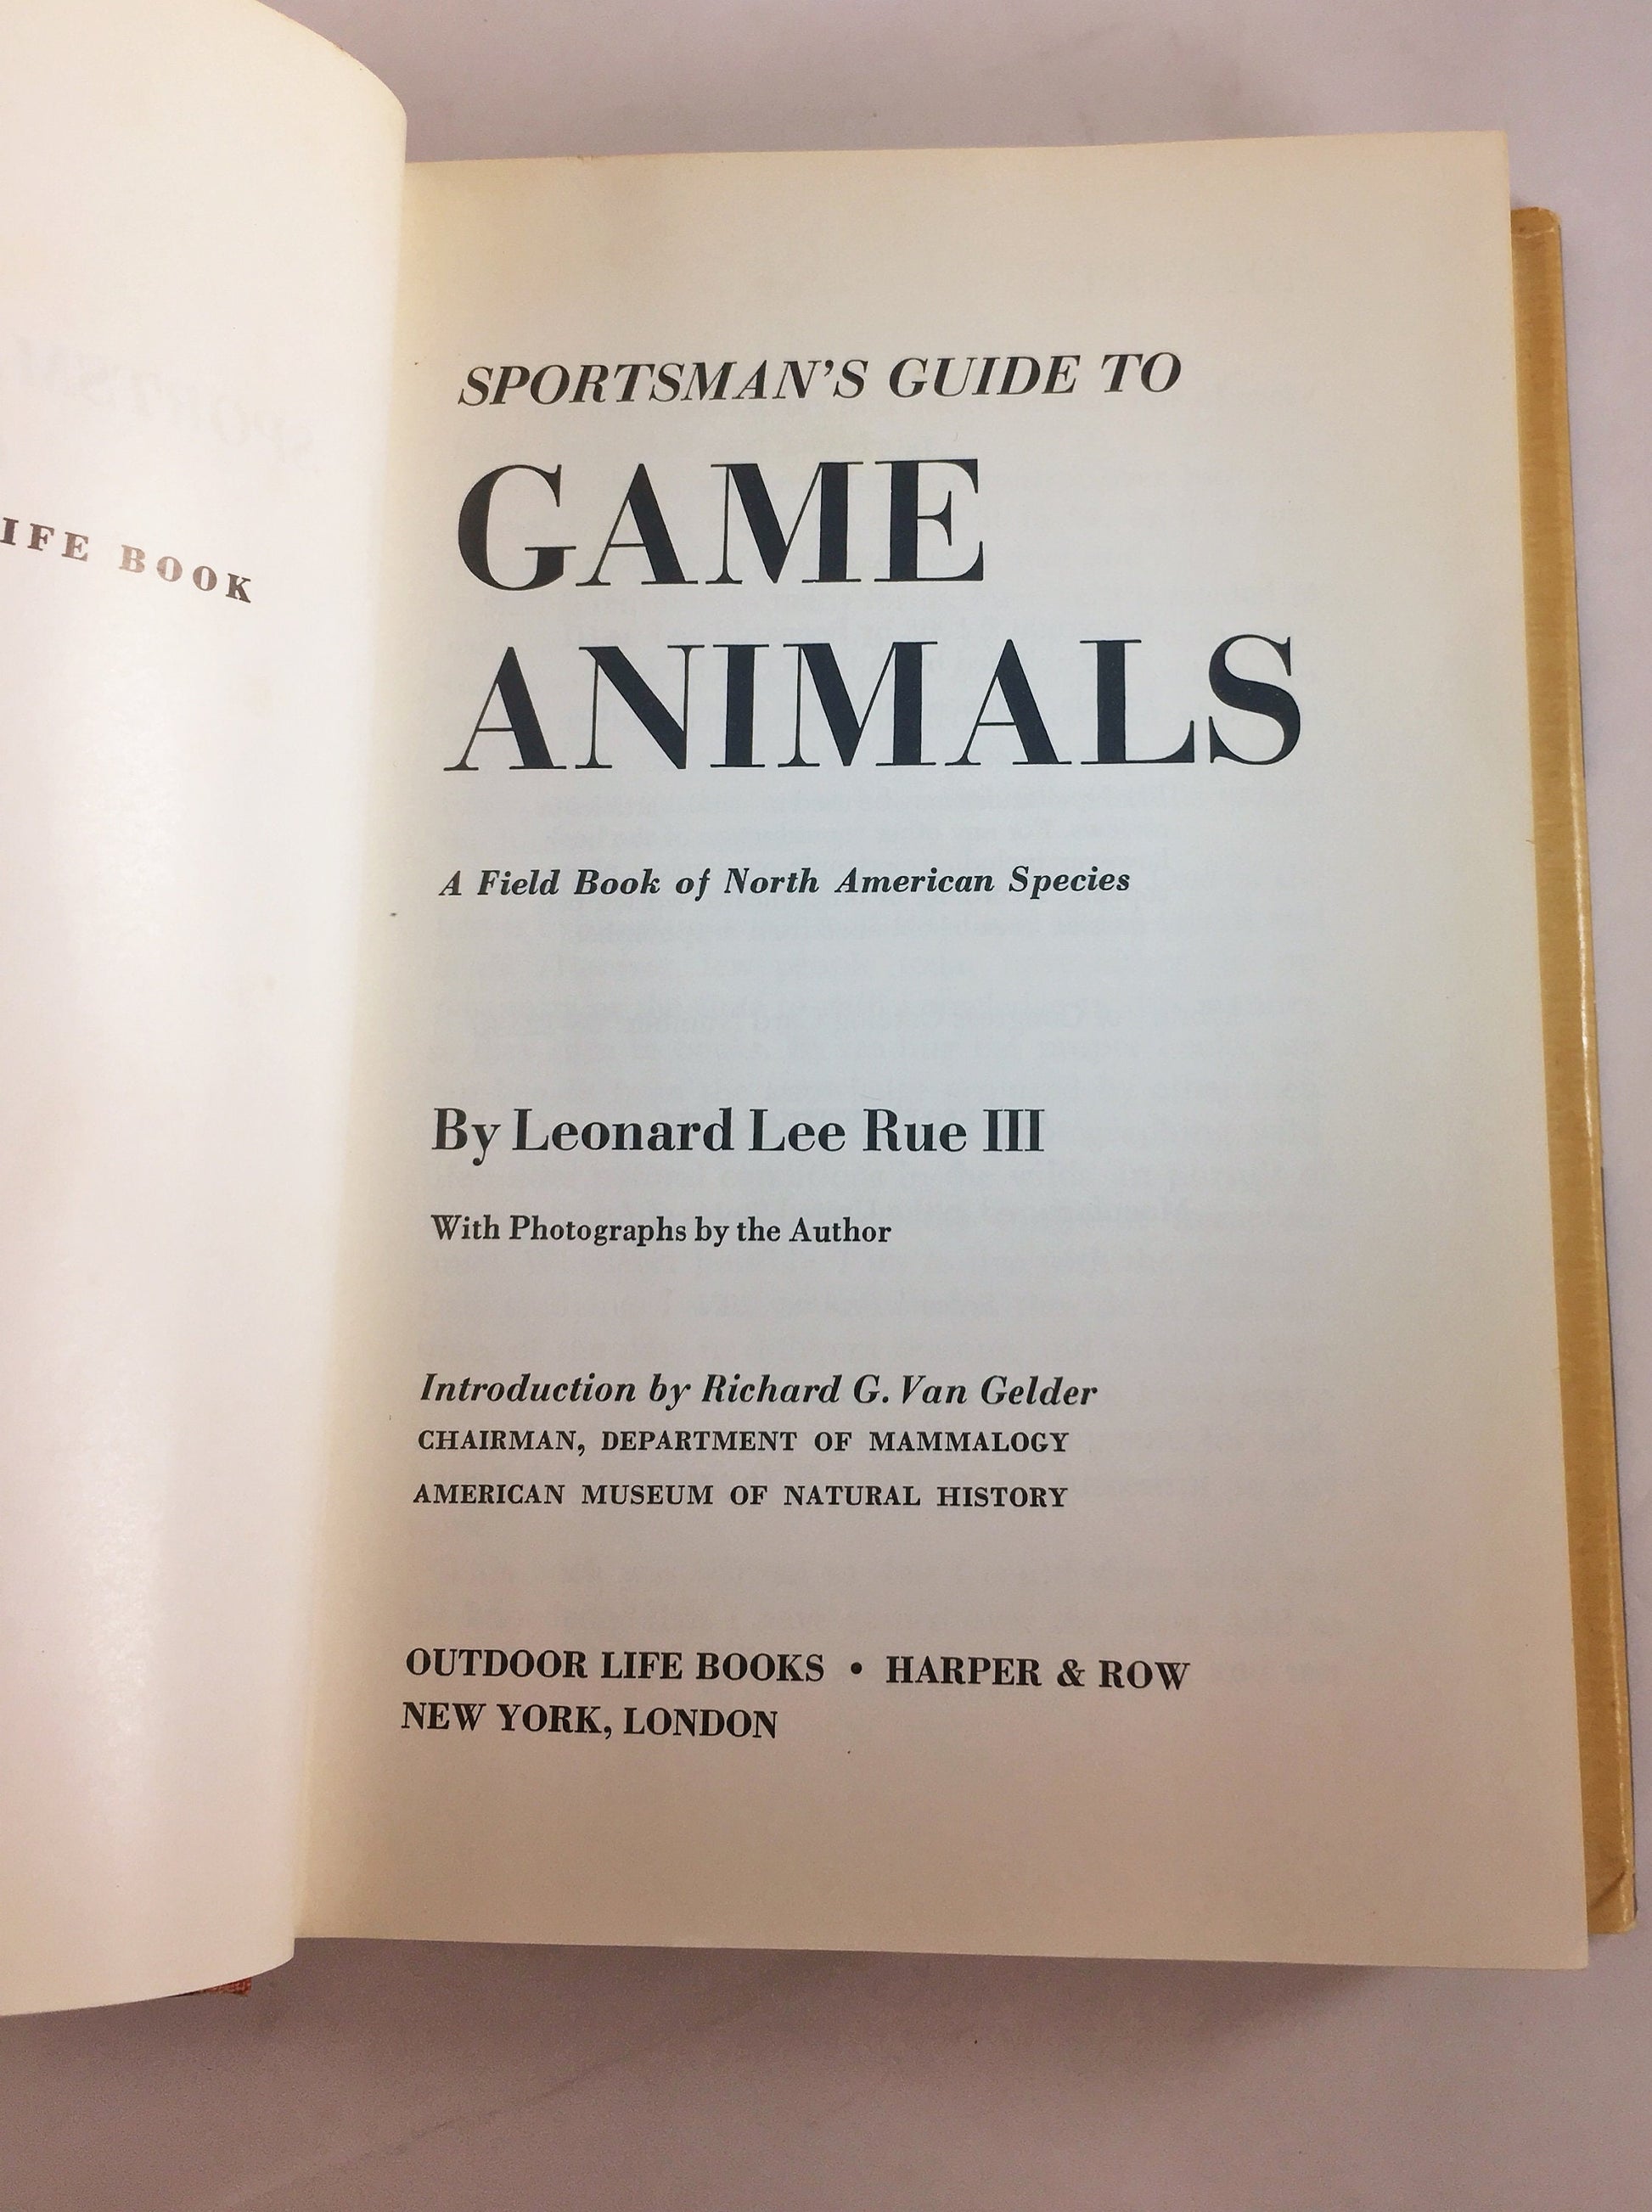 IFE BOOK
SPORTSMAN'S GUIDE TO
GAME
ANIMALS
A Field Book of North American Species
By Leonard Lee Rue III
With Photographs by the Author
Introduction by Richard G. Van Gelder
CHAIRMAN, DEPARTMENT OF MAMMALOGY
AMERICAN MUSEUM OF NATURAL HISTORY
OUTDOOR LIFE BOOKS • HARPER & ROW
NEW YORK, LONDON